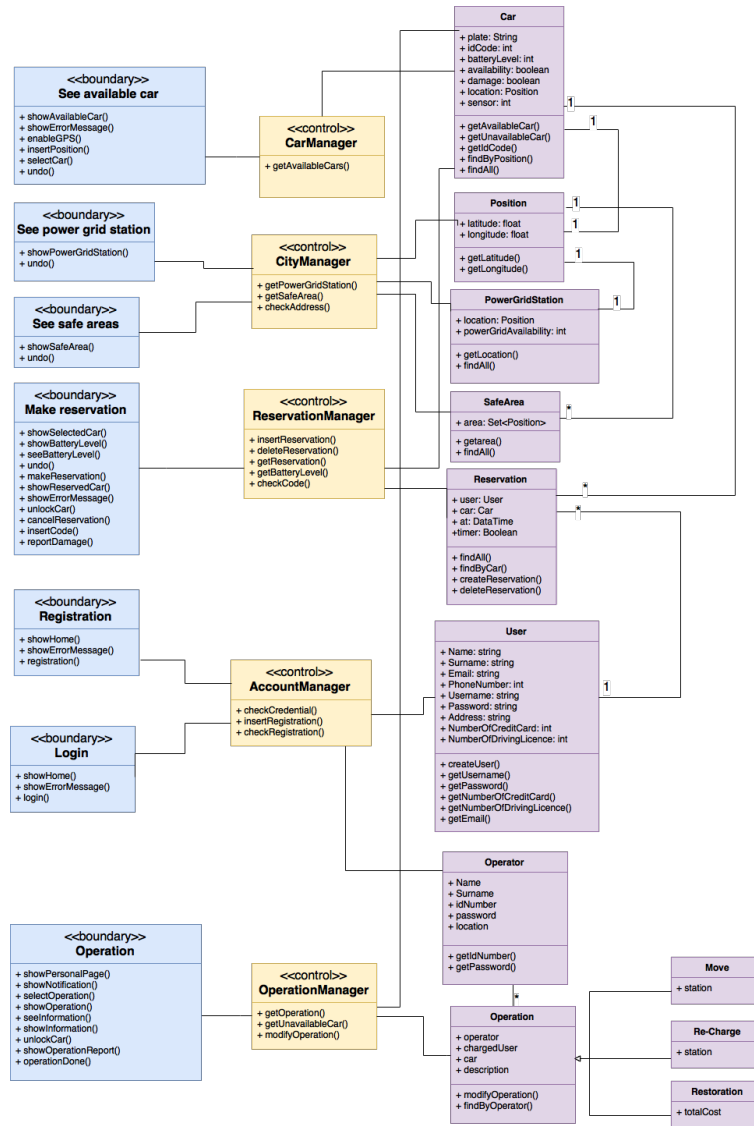 <<boundary>>
See available car
+ showAvailableCar()
+ showErrorMessage()
+ enableGPS()
+ insertPosition()
+ selectCar()
+ undo()
<<boundary>>
See power grid station
+ showPowerGridStation()
+ undo()
<<boundary>>
See safe areas
+ showSafeArea()
+ undo()
<<boundary>>
Make reservation
+ showSelectedCar()
+ showBatteryLevel()
+ seeBatteryLevel()
+ undo()
+ makeReservation()
+ showReservedCar()
+ showErrorMessage()
+ unlockCar()
+ cancelReservation()
+ insertCode()
+ reportDamage()
<<boundary>>
Registration
+ showHome()
+ showErrorMessage()
+ registration()
<<boundary>>
Login
+ showHome()
+ showErrorMessage()
+ login()
<<boundary>>
Operation
+ showPersonalPage()
+ showNotification()
+ selectOperation()
+ showOperation()
+ seeInformation()
+ showInformation()
+ unlockCar()
+ showOperationReport()
+ operationDone()
<<control>>
CarManager
+ getAvailableCars()
<<control>>
CityManager
+ getPowerGridStation()
+ getSafeArea()
+ checkAddress()
<<control>>
ReservationManager
+ insertReservation()
+ deleteReservation()
+ getReservation()
+ getBatteryLevel()
+ checkCode()
<<control>>
AccountManager
+ checkCredential()
+ insertRegistration()
+ checkRegistration()
<<control>>
OperationManager
+ getOperation()
+ getUnavailableCar()
+ modifyOperation()
Car
+ plate: String
+ idCode: int
+ batteryLevel: int
+ availability: boolean
+ damage: boolean
+ location: Position
+ sensor: int
+ getAvailableCar()
+ getUnavailableCar()
+ getIdCode()
+ findByPosition()
+ findAll()
1
1
Position
+ latitude: float
+ longitude: float
+ getLatitude()
+ getLongitude()
1
1
1
PowerGridStation
+ location: Position
+ powerGridAvailability: int
+ getLocation()
+ findAll()
1
SafeArea
+ area: Set<Position>
+ getarea()
+ findAll()
*
Reservation
+ user: User
+ car: Car
+ at: DataTime
+timer: Boolean
+ findAll()
+ findByCar()
+ createReservation()
+ deleteReservation()
*
*
User
+ Name: string
+ Surname: string
+ Email: string
+ PhoneNumber: int
+ Username: string
+ Password: string
+ Address: string
+ NumberOfCreditCard: int
+ NumberOfDrivingLicence: int
+ createUser()
+ getUsername()
+ getPassword()
+ getNumberOfCreditCard()
+ getNumberOfDrivingLicence()
+ getEmail()
1
Operator
+ Name
+ Surname
+ idNumber
+ password
+ location
+ getIdNumber()
+ getPassword()
*
Operation
+ operator
+ chargedUser
+ car
+ description
+ modifyOperation()
+ findByOperator()
Move
+ station
Re-Charge
+ station
Restoration
+ totalCost